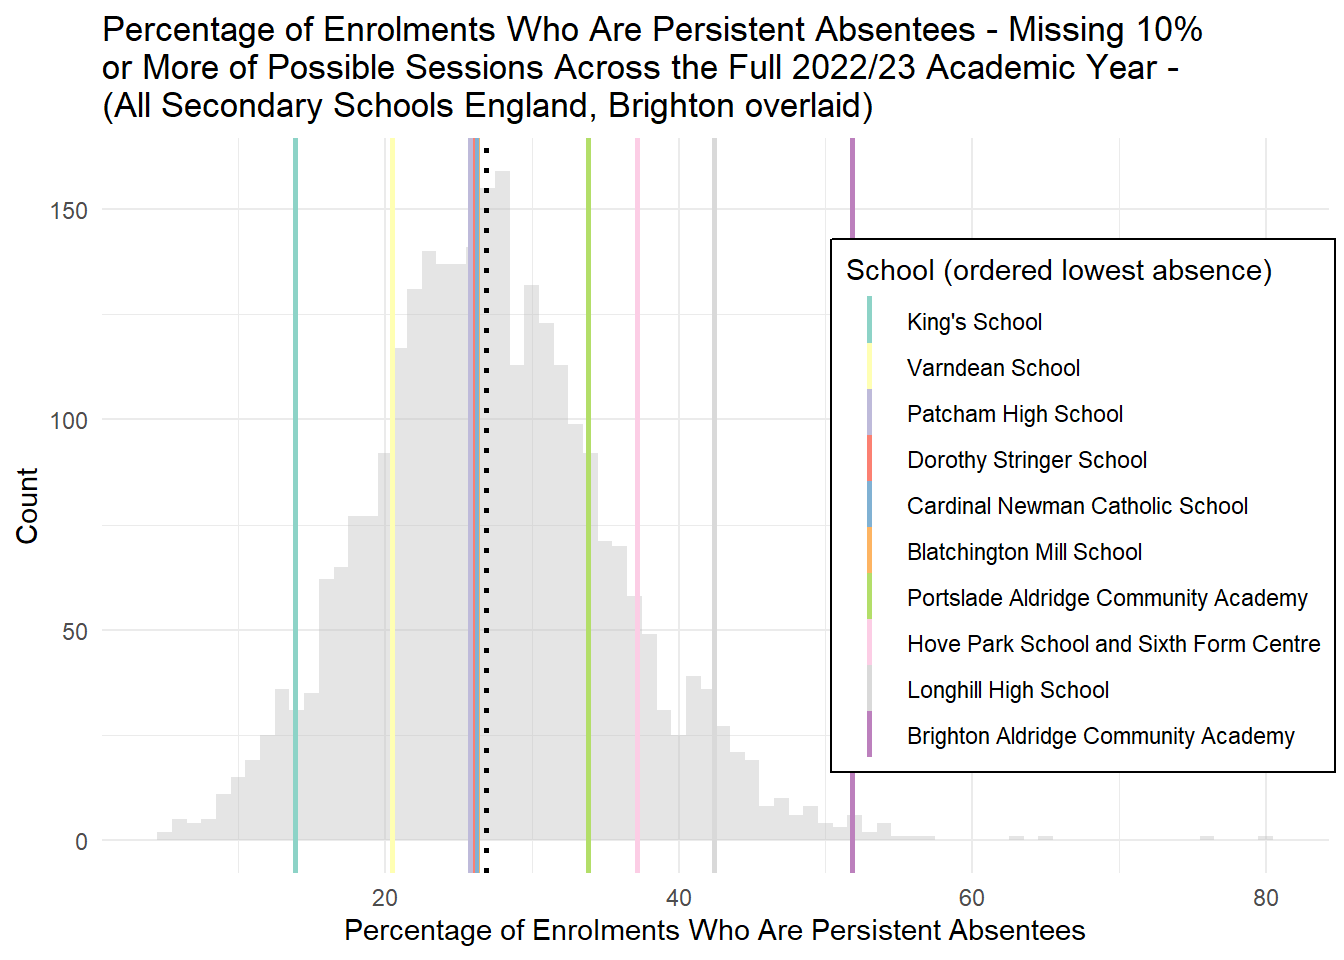 Percentage of Enrolments Who Are Persistent Absentees - Missing 10%
or More of Possible Sessions Across the Full 2022/23 Academic Year -
(All Secondary Schools England, Brighton overlaid)
150
100
50
0
Count
School (ordered lowest absence)
King's School
Varndean School
Patcham High School
Dorothy Stringer School
Cardinal Newman Catholic School
Blatchington Mill School
Portslade Aldridge Community Academy
Hove Park School and Sixth Form Centre
Longhill High School
Brighton Aldridge Community Academy
20 40 60 80
Percentage of Enrolments Who Are Persistent Absentees